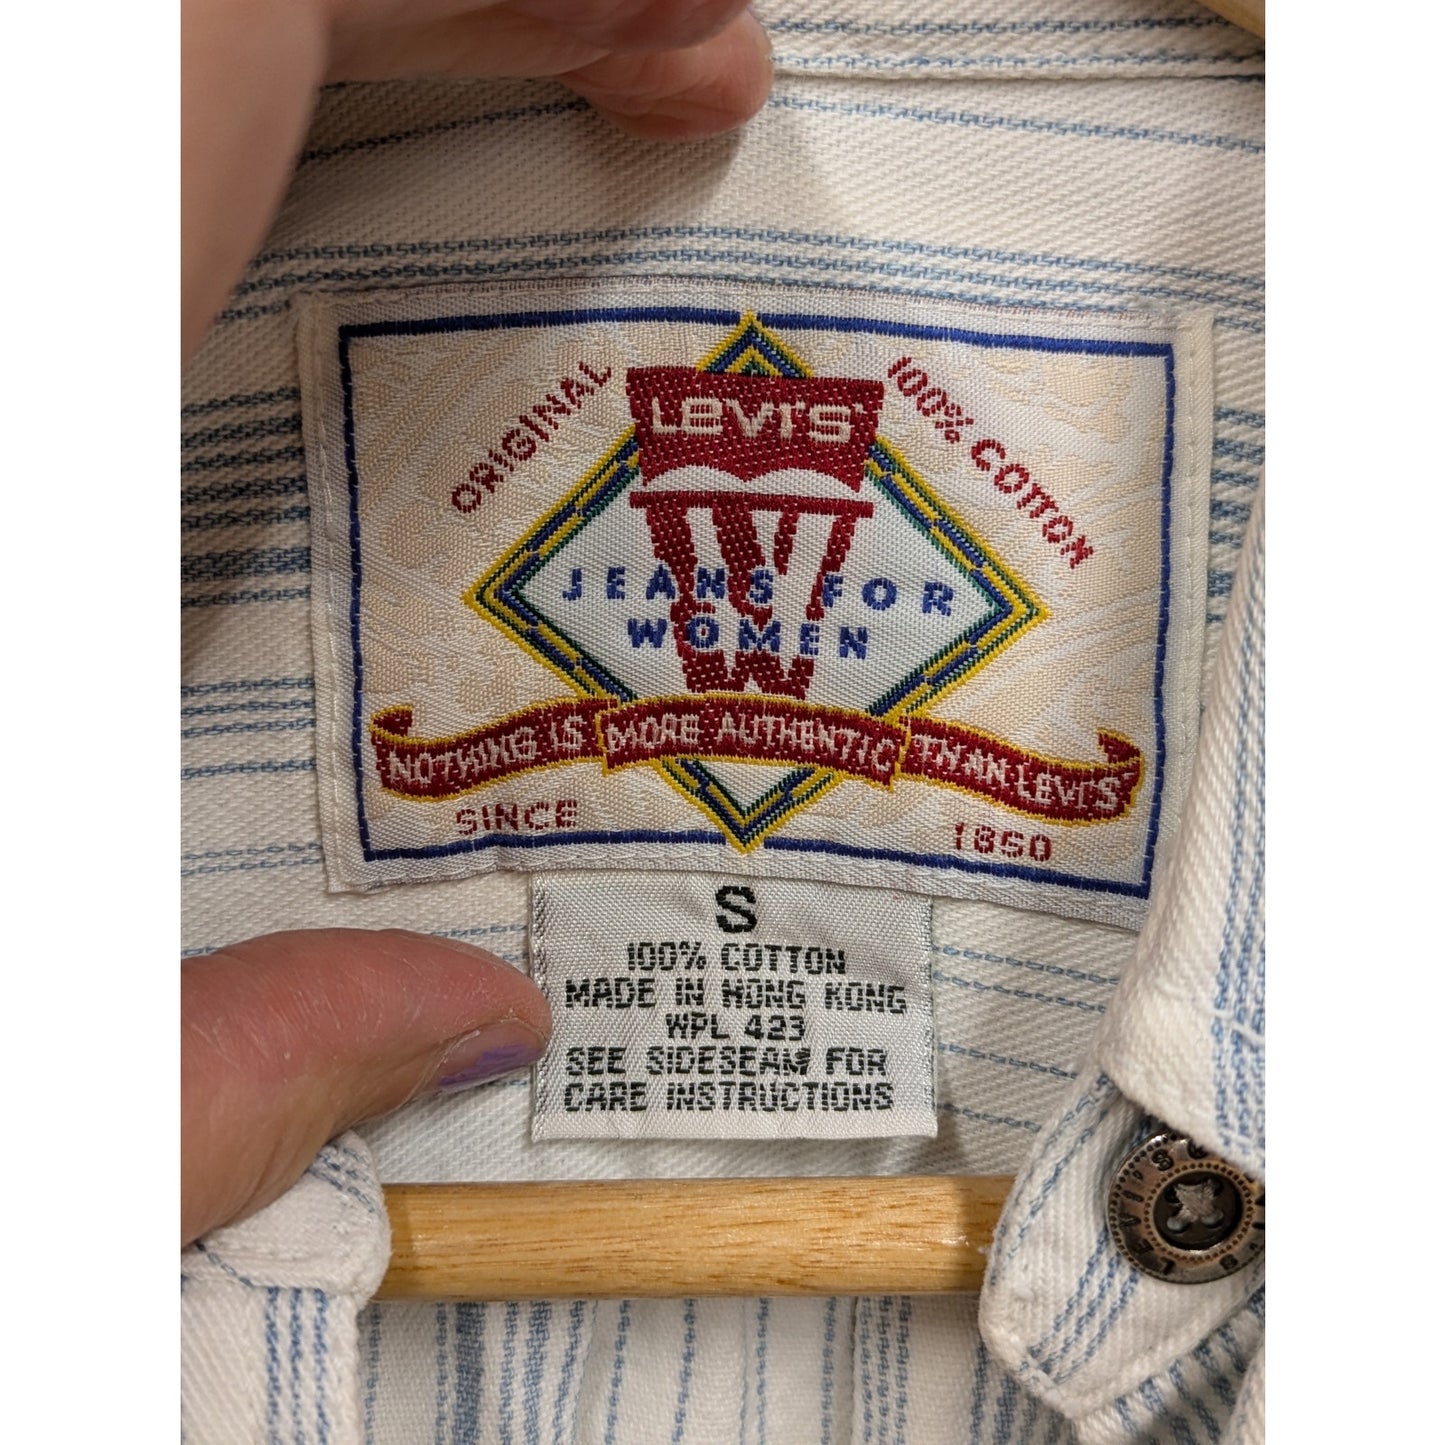 LEVI'S
ORIGINAL
100% COTTON
JEANS FOR
WOMEN
NOTHING IS MORE AUTHENTIC THAN LEVI'S
SINCE 1850
S
100% COTTON
MADE IN HONG KONG
WPL 423
SEE SIDESEAM FOR
CARE INSTRUCTIONS